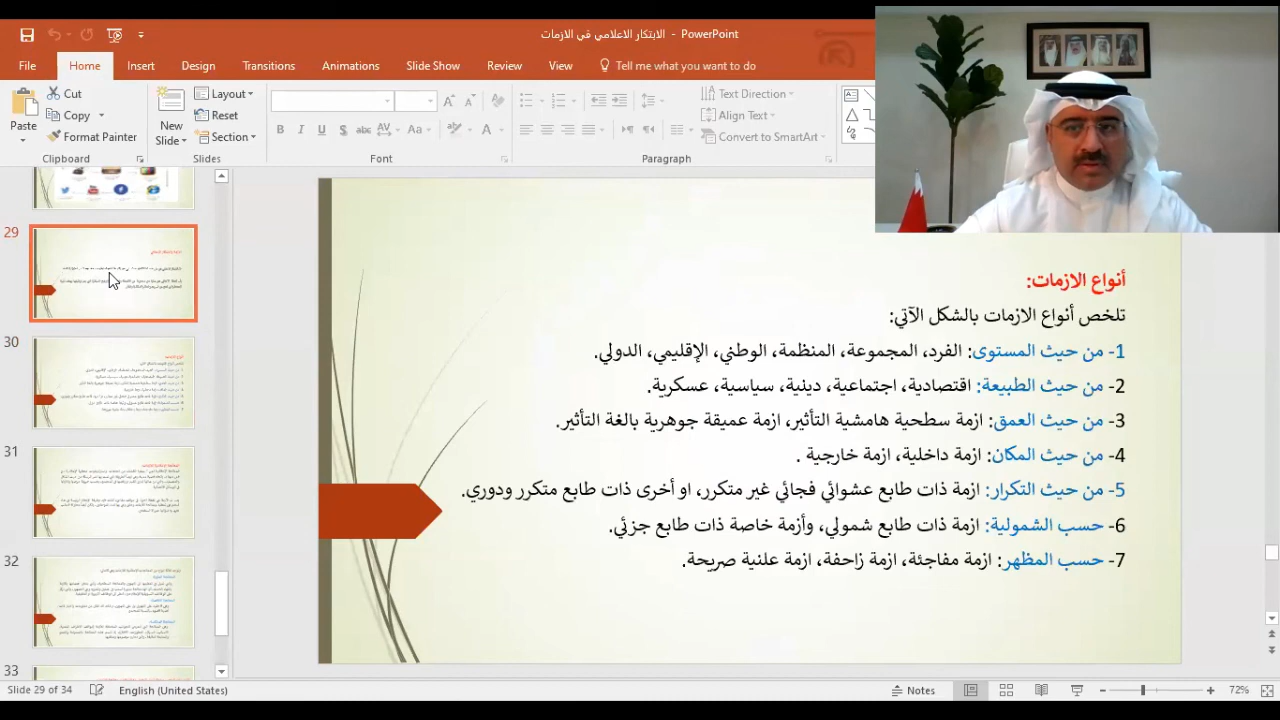 الابتكار الاعلامي في الازمات - PowerPoint
File Home Insert Design Transitions Animations Slide Show Review View Tell me what you want to do
Paste
Cut
Copy
Format Painter
Clipboard
New Slide
Layout
Reset
Section
Slides
Font
Text Direction
Align Text
Convert to SmartArt
Paragraph
29
30
31
32
33
أنواع الازمات:
تلخص أنواع الازمات بالشكل الآتي:
1- من حيث المستوى: الفرد، المجموعة، المنظمة، الوطني، الإقليمي، الدولي.
2- من حيث الطبيعة: اقتصادية، اجتماعية، دينية، سياسية، عسكرية.
3- من حيث العمق: ازمة سطحية هامشية التأثير، ازمة عميقة جوهرية بالغة التأثير.
4- من حيث المكان: ازمة داخلية، ازمة خارجية .
5- من حيث التكرار: ازمة ذات طابع عشوائي فجائي غير متكرر، او أخرى ذات طابع متكرر ودوري.
6- حسب الشمولية: ازمة ذات طابع شمولي، وأزمة خاصة ذات طابع جزئي.
7- حسب المظهر: ازمة مفاجئة، ازمة زاحفة، ازمة علنية صريحة.
Slide 29 of 34 English (United States) Notes 72%